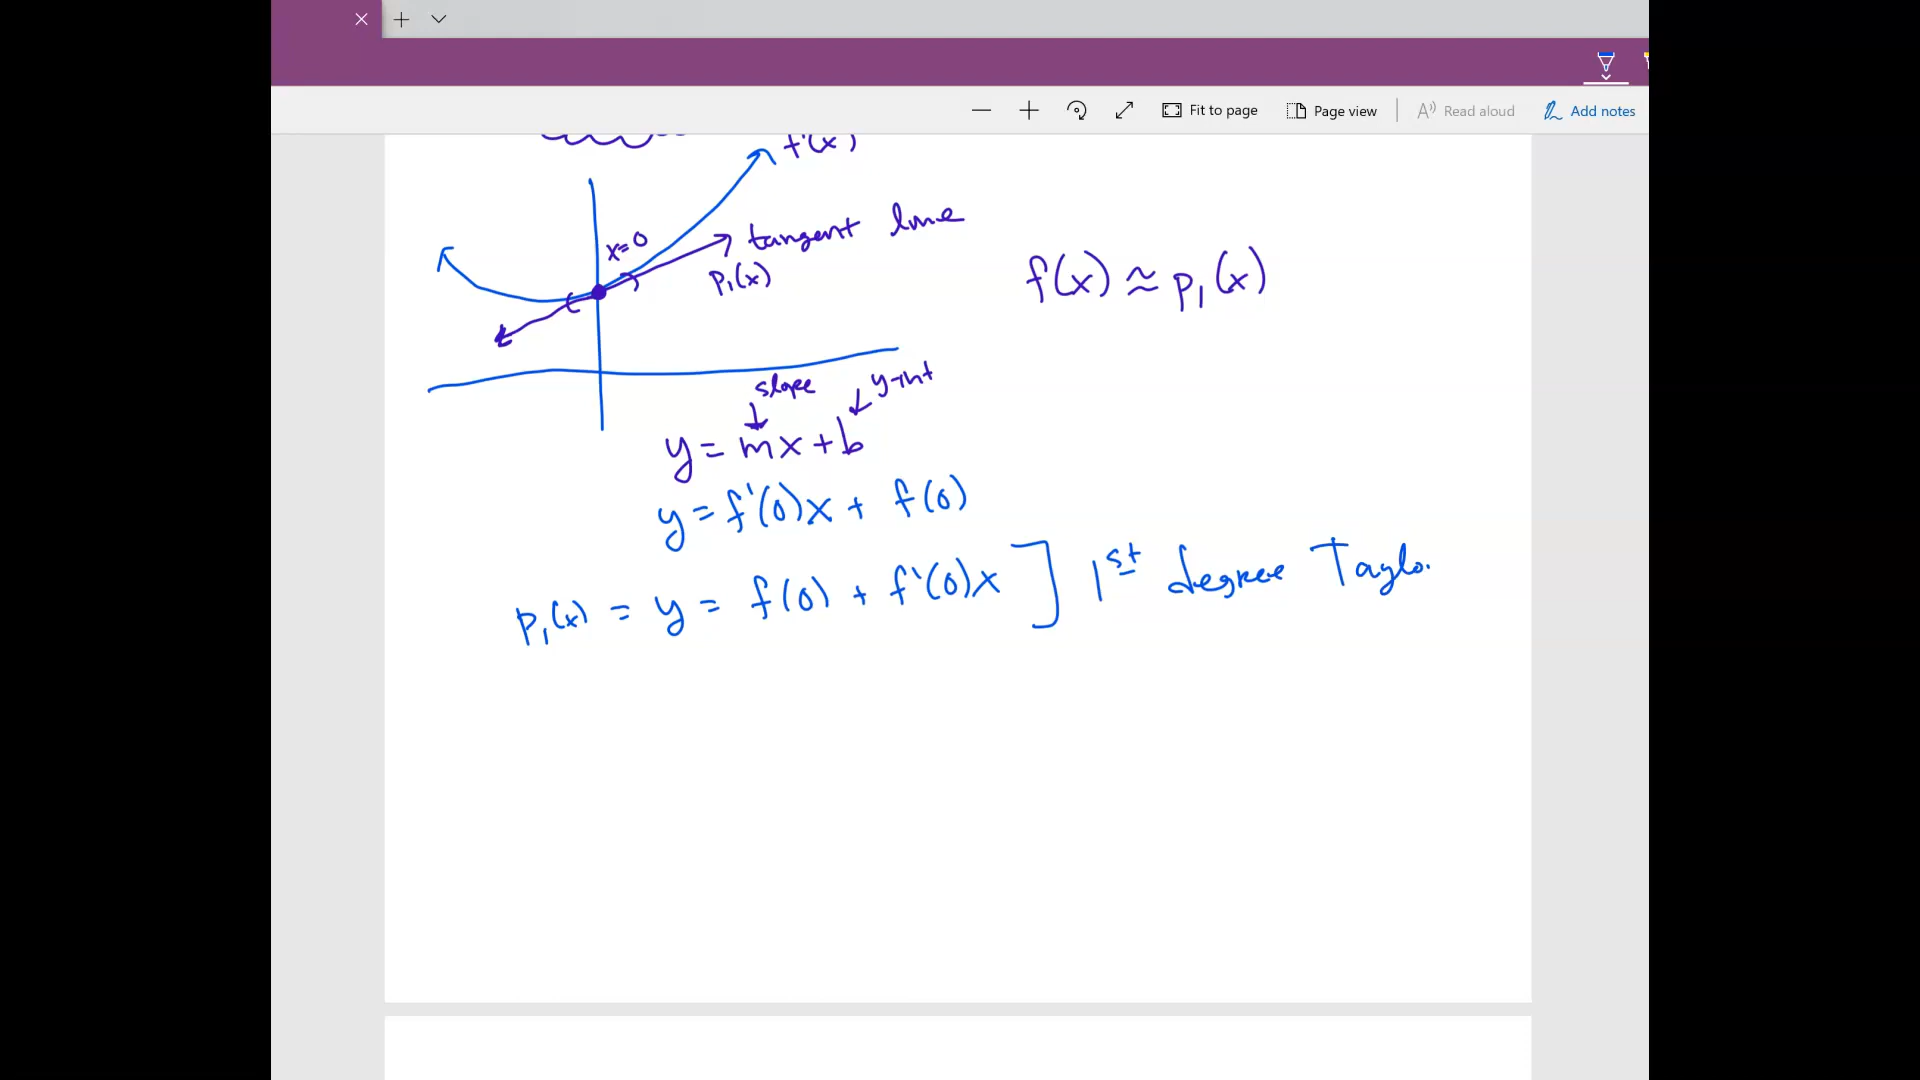 Fit to page Page view Read aloud Add notes
f(x)
x=0
tangent line
p₁(x)
f(x) ≈ p₁(x)
slope
y-int
y = mx + b
y = f'(0)x + f(0)
p₁(x) = y = f(0) + f'(0)x ] 1st degree Taylo.